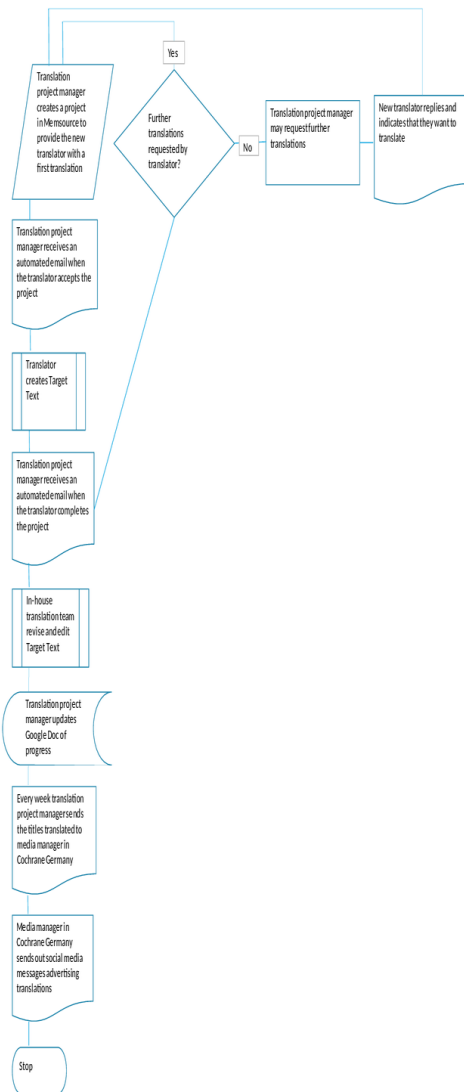 Yes
Translation
project manager
creates a project
in Memsource to
provide the new
translator with a
first translation
Further
translations
requested by
translator?
No
Translation project manager
may request further
translations
New translator replies and
indicates that they want to
translate
Translation project
manager receives an
automated email when
the translator accepts the
project
Translator
creates Target
Text
Translation project
manager receives an
automated email when
the translator completes
the project
In-house
translation team
revise and edit
Target Text
Translation project
manager updates
Google Doc of
progress
Every week translation
project manager sends
the titles translated to
media manager in
Cochrane Germany
Media manager in
Cochrane Germany
sends out social media
messages advertising
translations
Stop